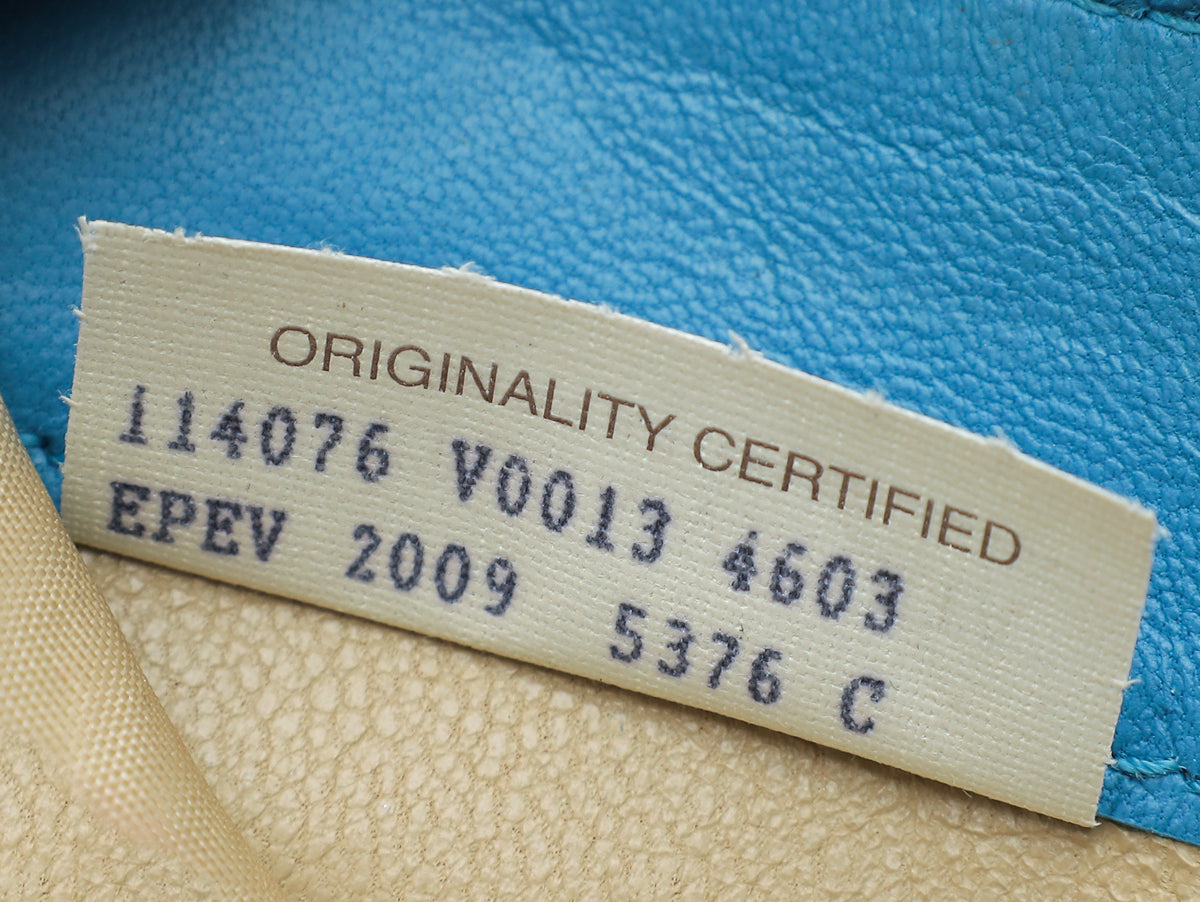 ORIGINALITY CERTIFIED
114076 V0013 4603
EPEV 2009 5376 C